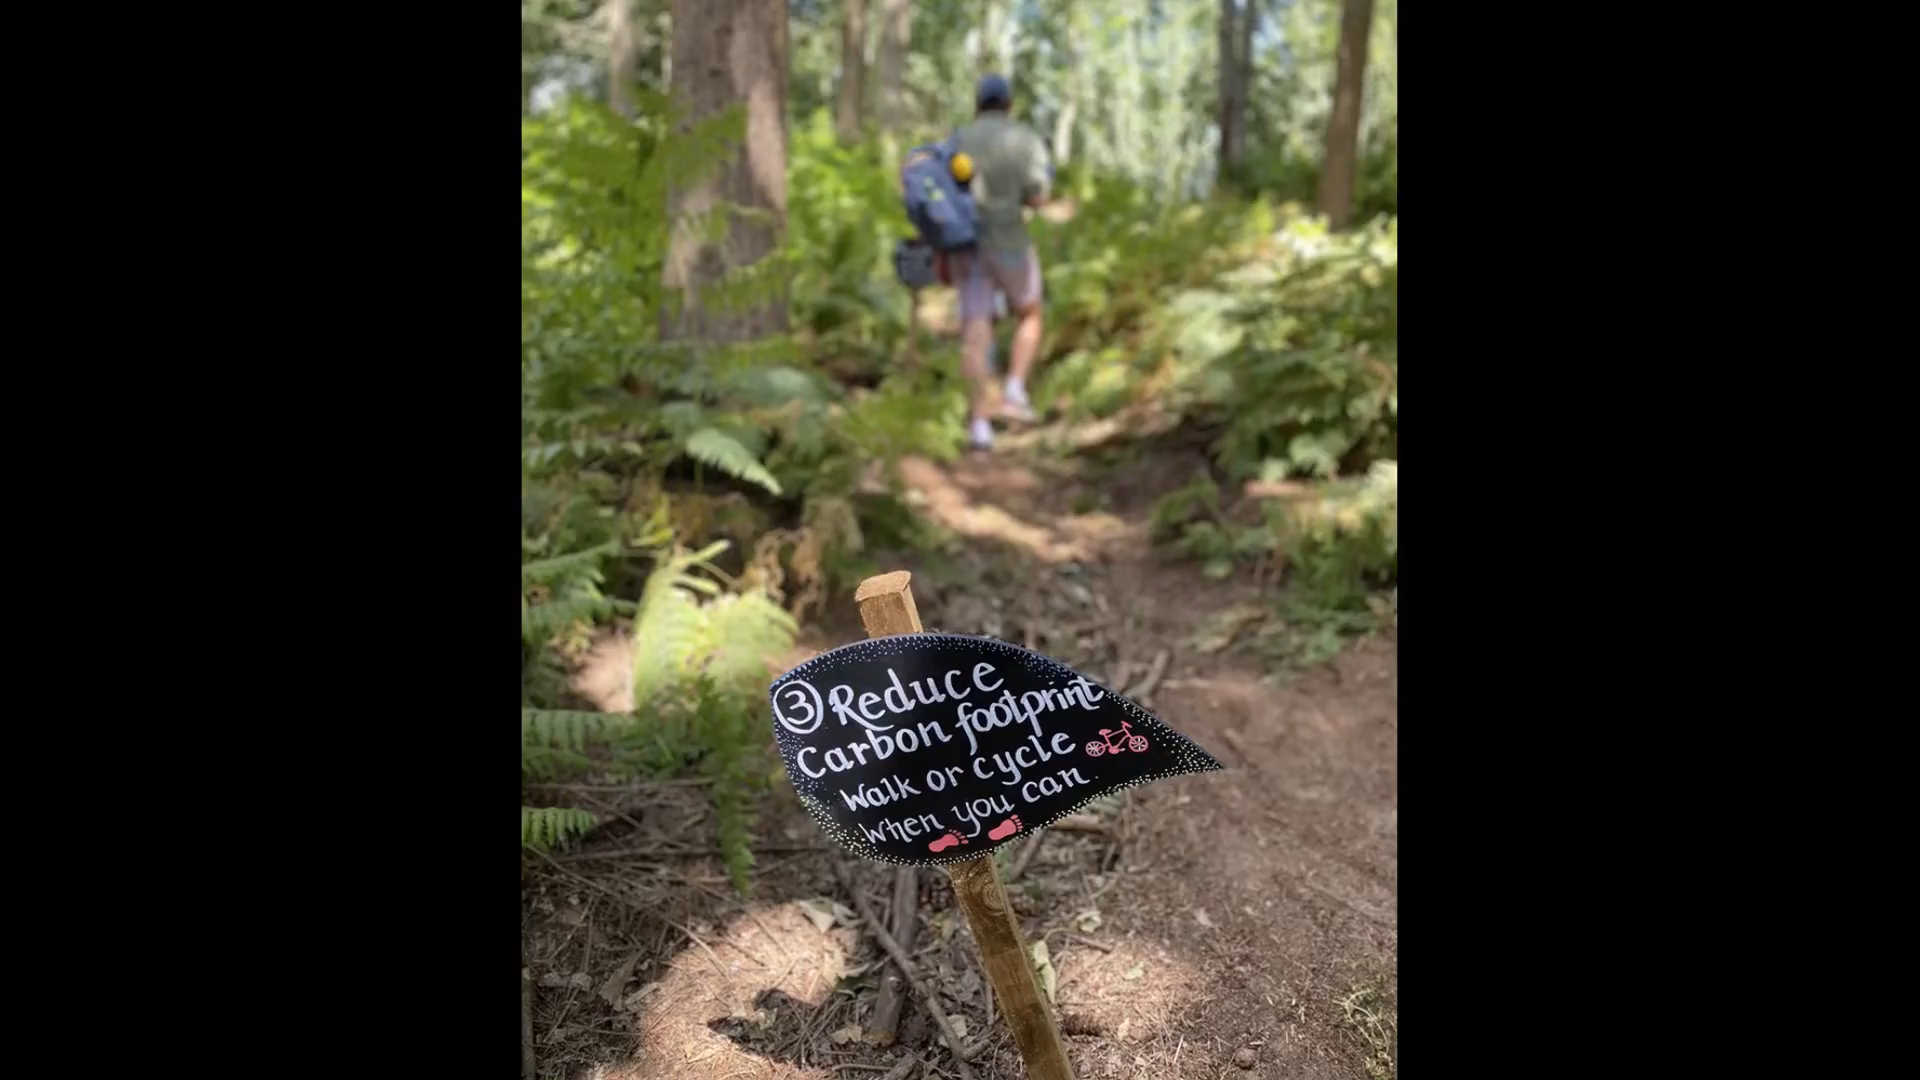 ③ Reduce
Carbon footprint
Walk or cycle
When you can.